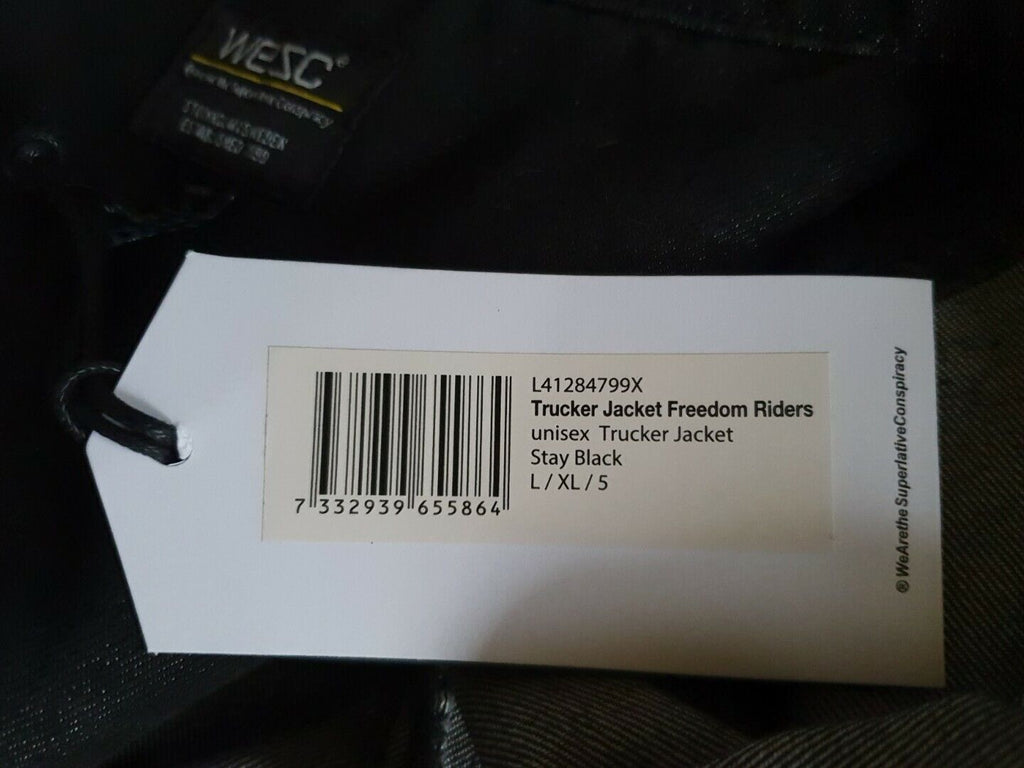 WESC®
L41284799X
Trucker Jacket Freedom Riders
unisex Trucker Jacket
Stay Black
L / XL / 5
7 332939 655864
® WeAretheSuperlativeConspiracy